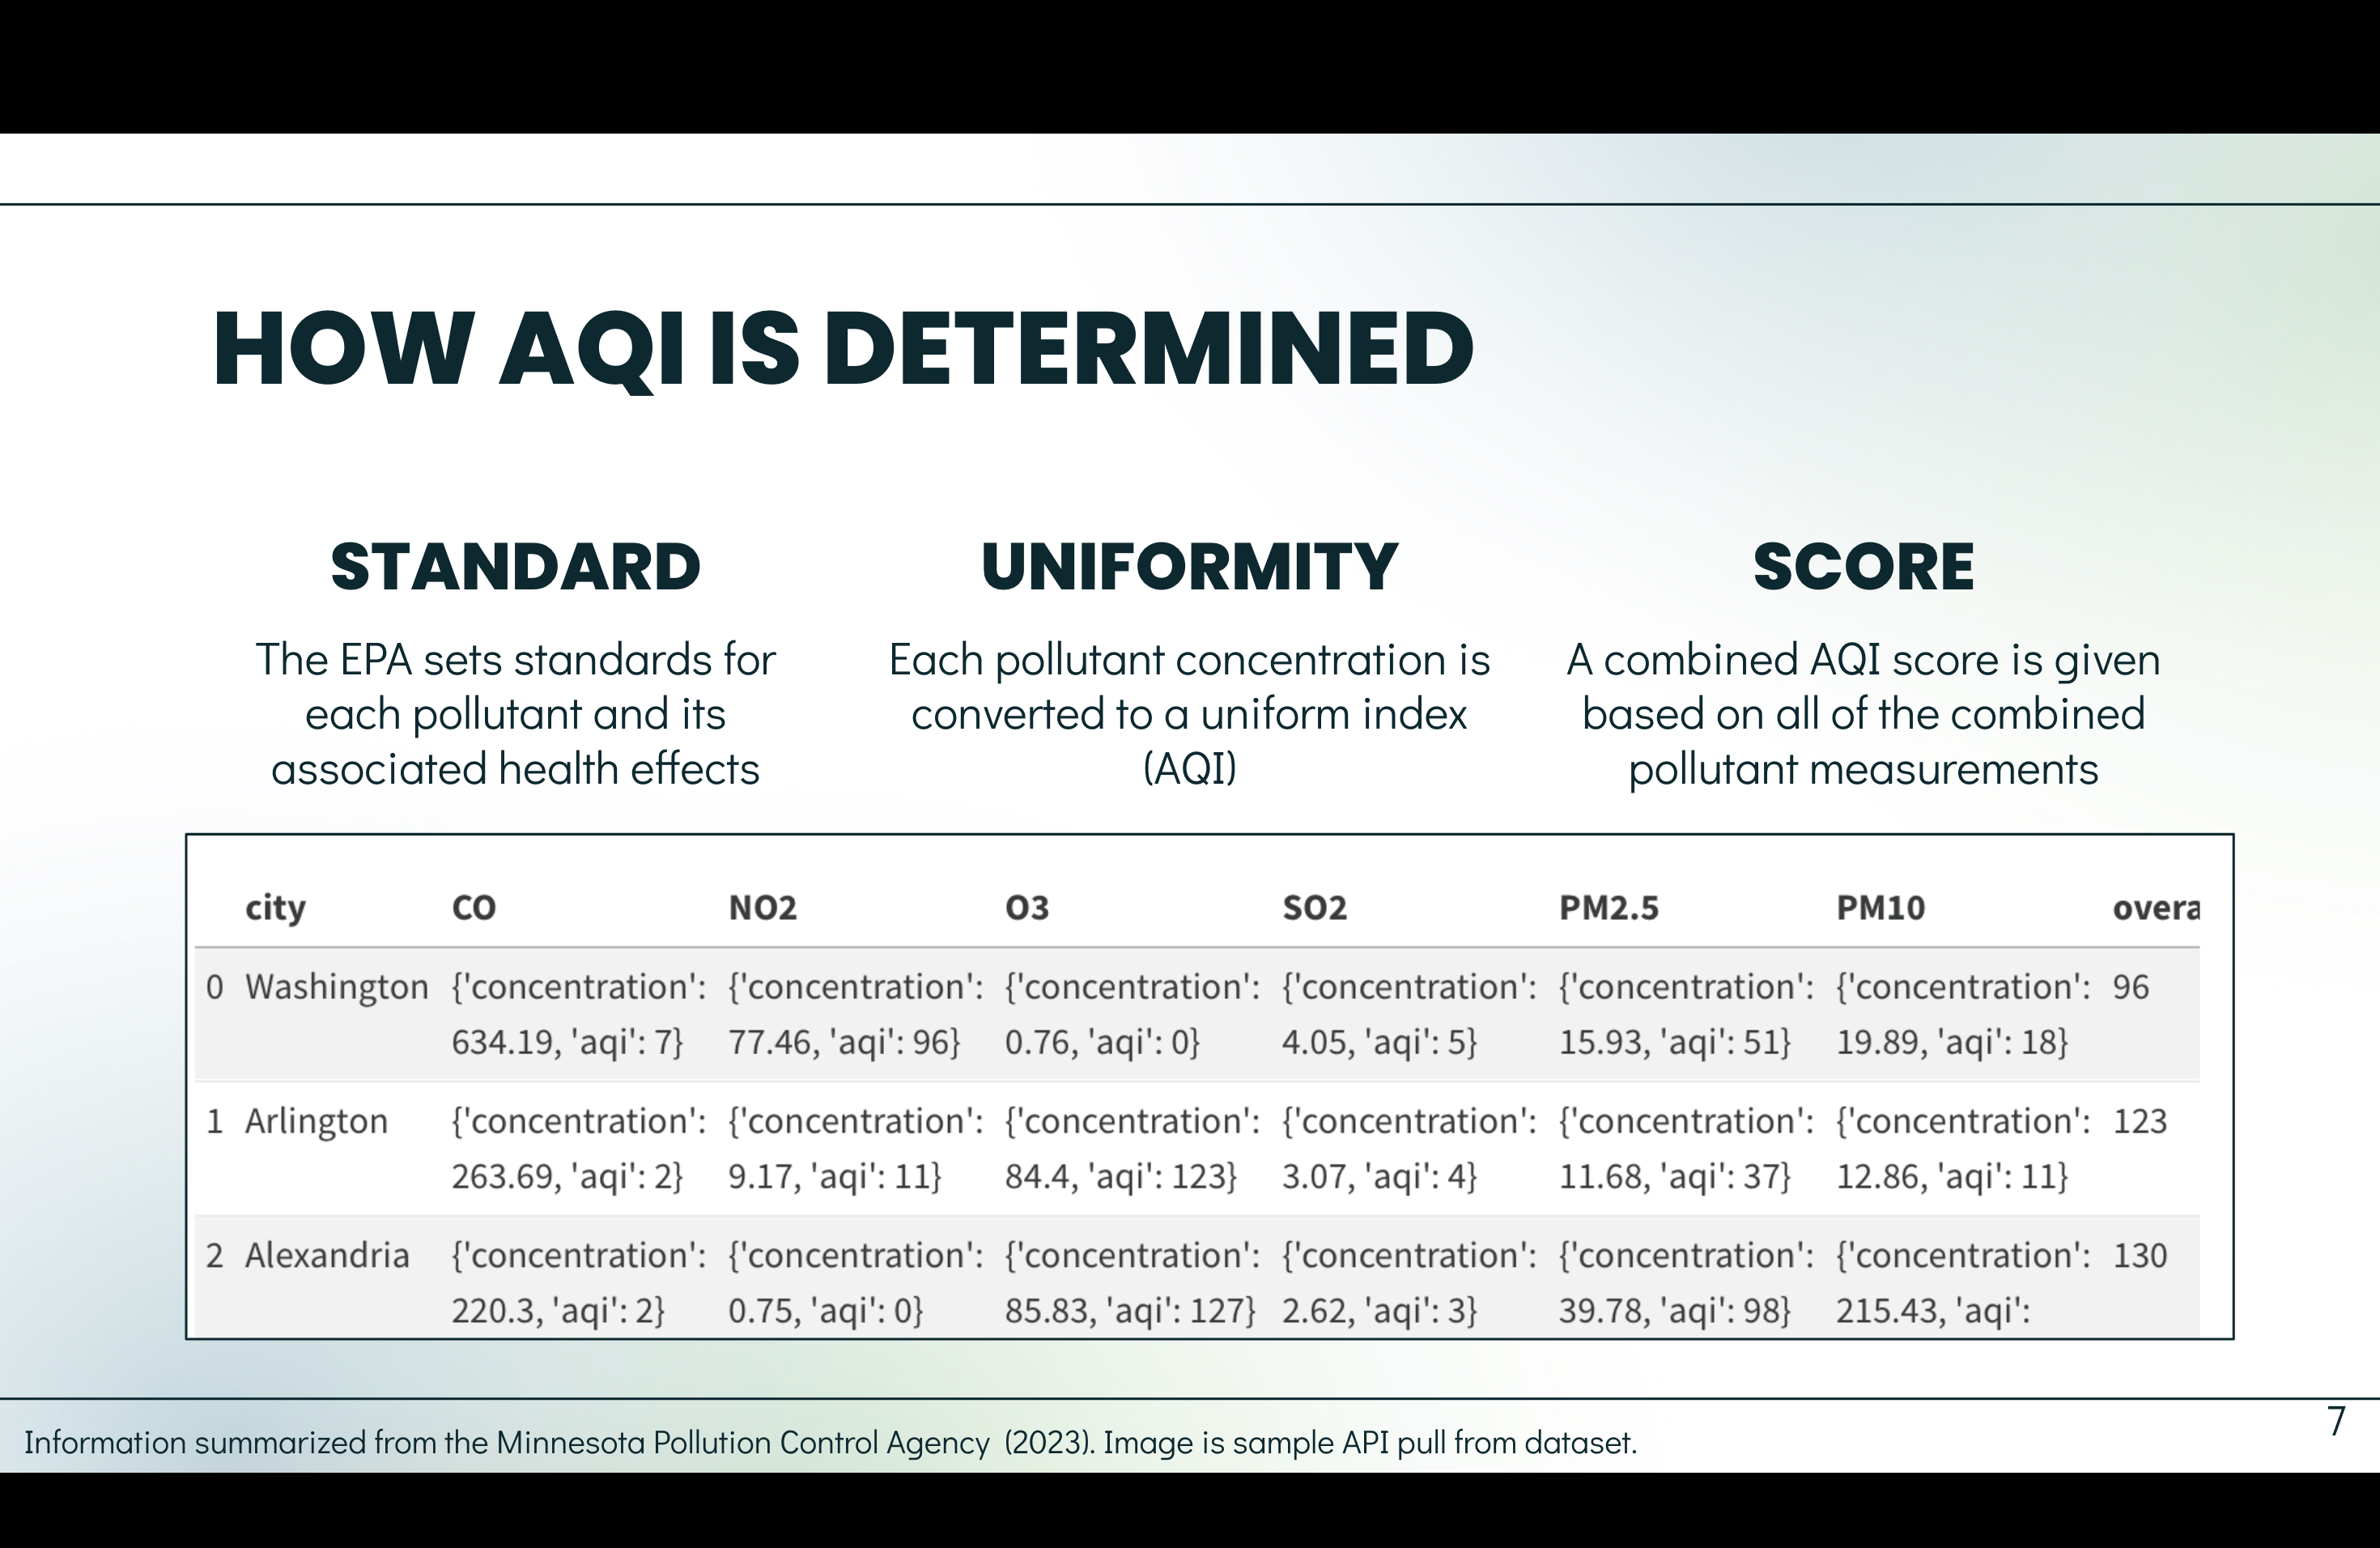 HOW AQI IS DETERMINED
STANDARD
The EPA sets standards for
each pollutant and its
associated health effects
UNIFORMITY
Each pollutant concentration is
converted to a uniform index
(AQI)
SCORE
A combined AQI score is given
based on all of the combined
pollutant measurements
city CO NO2 O3 SO2 PM2.5 PM10 overa
0 Washington {'concentration': {'concentration': {'concentration': {'concentration': {'concentration': {'concentration': 96
634.19, 'aqi': 7} 77.46, 'aqi': 96} 0.76, 'aqi': 0} 4.05, 'aqi': 5} 15.93, 'aqi': 51} 19.89, 'aqi': 18}
1 Arlington {'concentration': {'concentration': {'concentration': {'concentration': {'concentration': {'concentration': 123
263.69, 'aqi': 2} 9.17, 'aqi': 11} 84.4, 'aqi': 123} 3.07, 'aqi': 4} 11.68, 'aqi': 37} 12.86, 'aqi': 11}
2 Alexandria {'concentration': {'concentration': {'concentration': {'concentration': {'concentration': {'concentration': 130
220.3, 'aqi': 2} 0.75, 'aqi': 0} 85.83, 'aqi': 127} 2.62, 'aqi': 3} 39.78, 'aqi': 98} 215.43, 'aqi':
7
Information summarized from the Minnesota Pollution Control Agency (2023). Image is sample API pull from dataset.